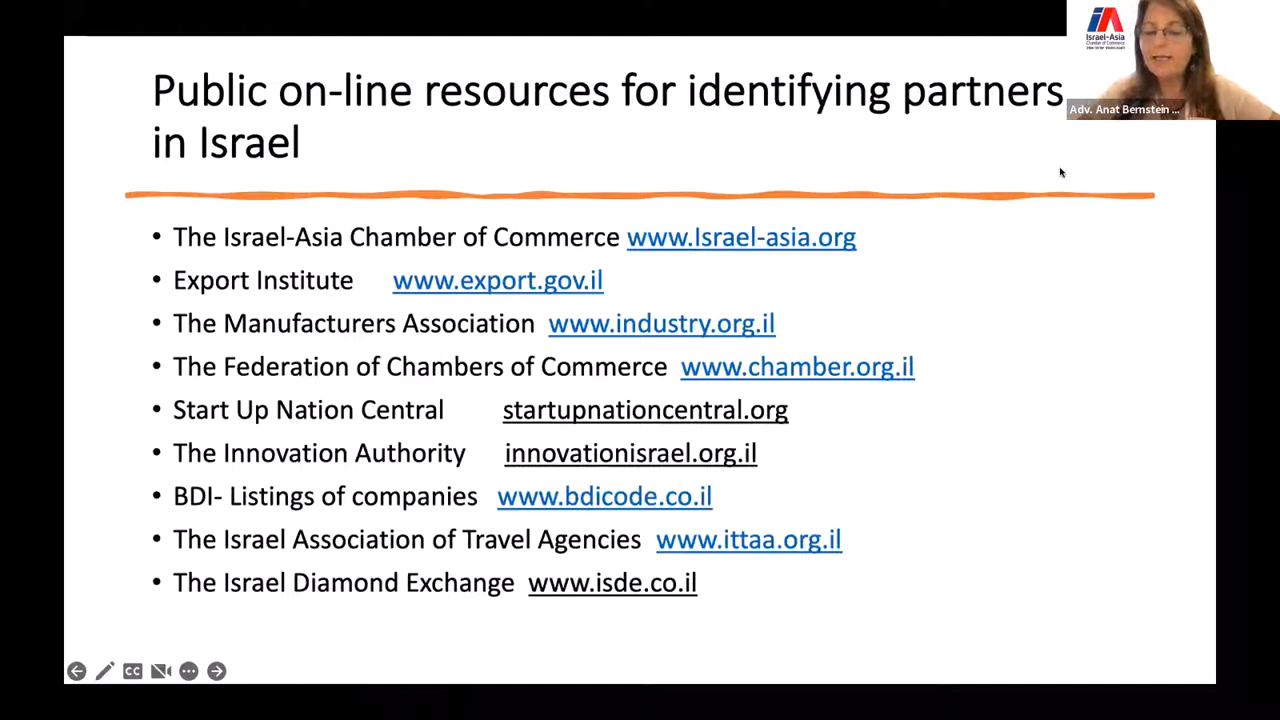 Public on-line resources for identifying partners
in Israel
• The Israel-Asia Chamber of Commerce www.Israel-asia.org
• Export Institute www.export.gov.il
• The Manufacturers Association www.industry.org.il
• The Federation of Chambers of Commerce www.chamber.org.il
• Start Up Nation Central startupnationcentral.org
• The Innovation Authority innovationisrael.org.il
• BDI- Listings of companies www.bdicode.co.il
• The Israel Association of Travel Agencies www.ittaa.org.il
• The Israel Diamond Exchange www.isde.co.il
Israel-Asia
Chamber of Commerce
Adv. Anat Bernstein ...
CC